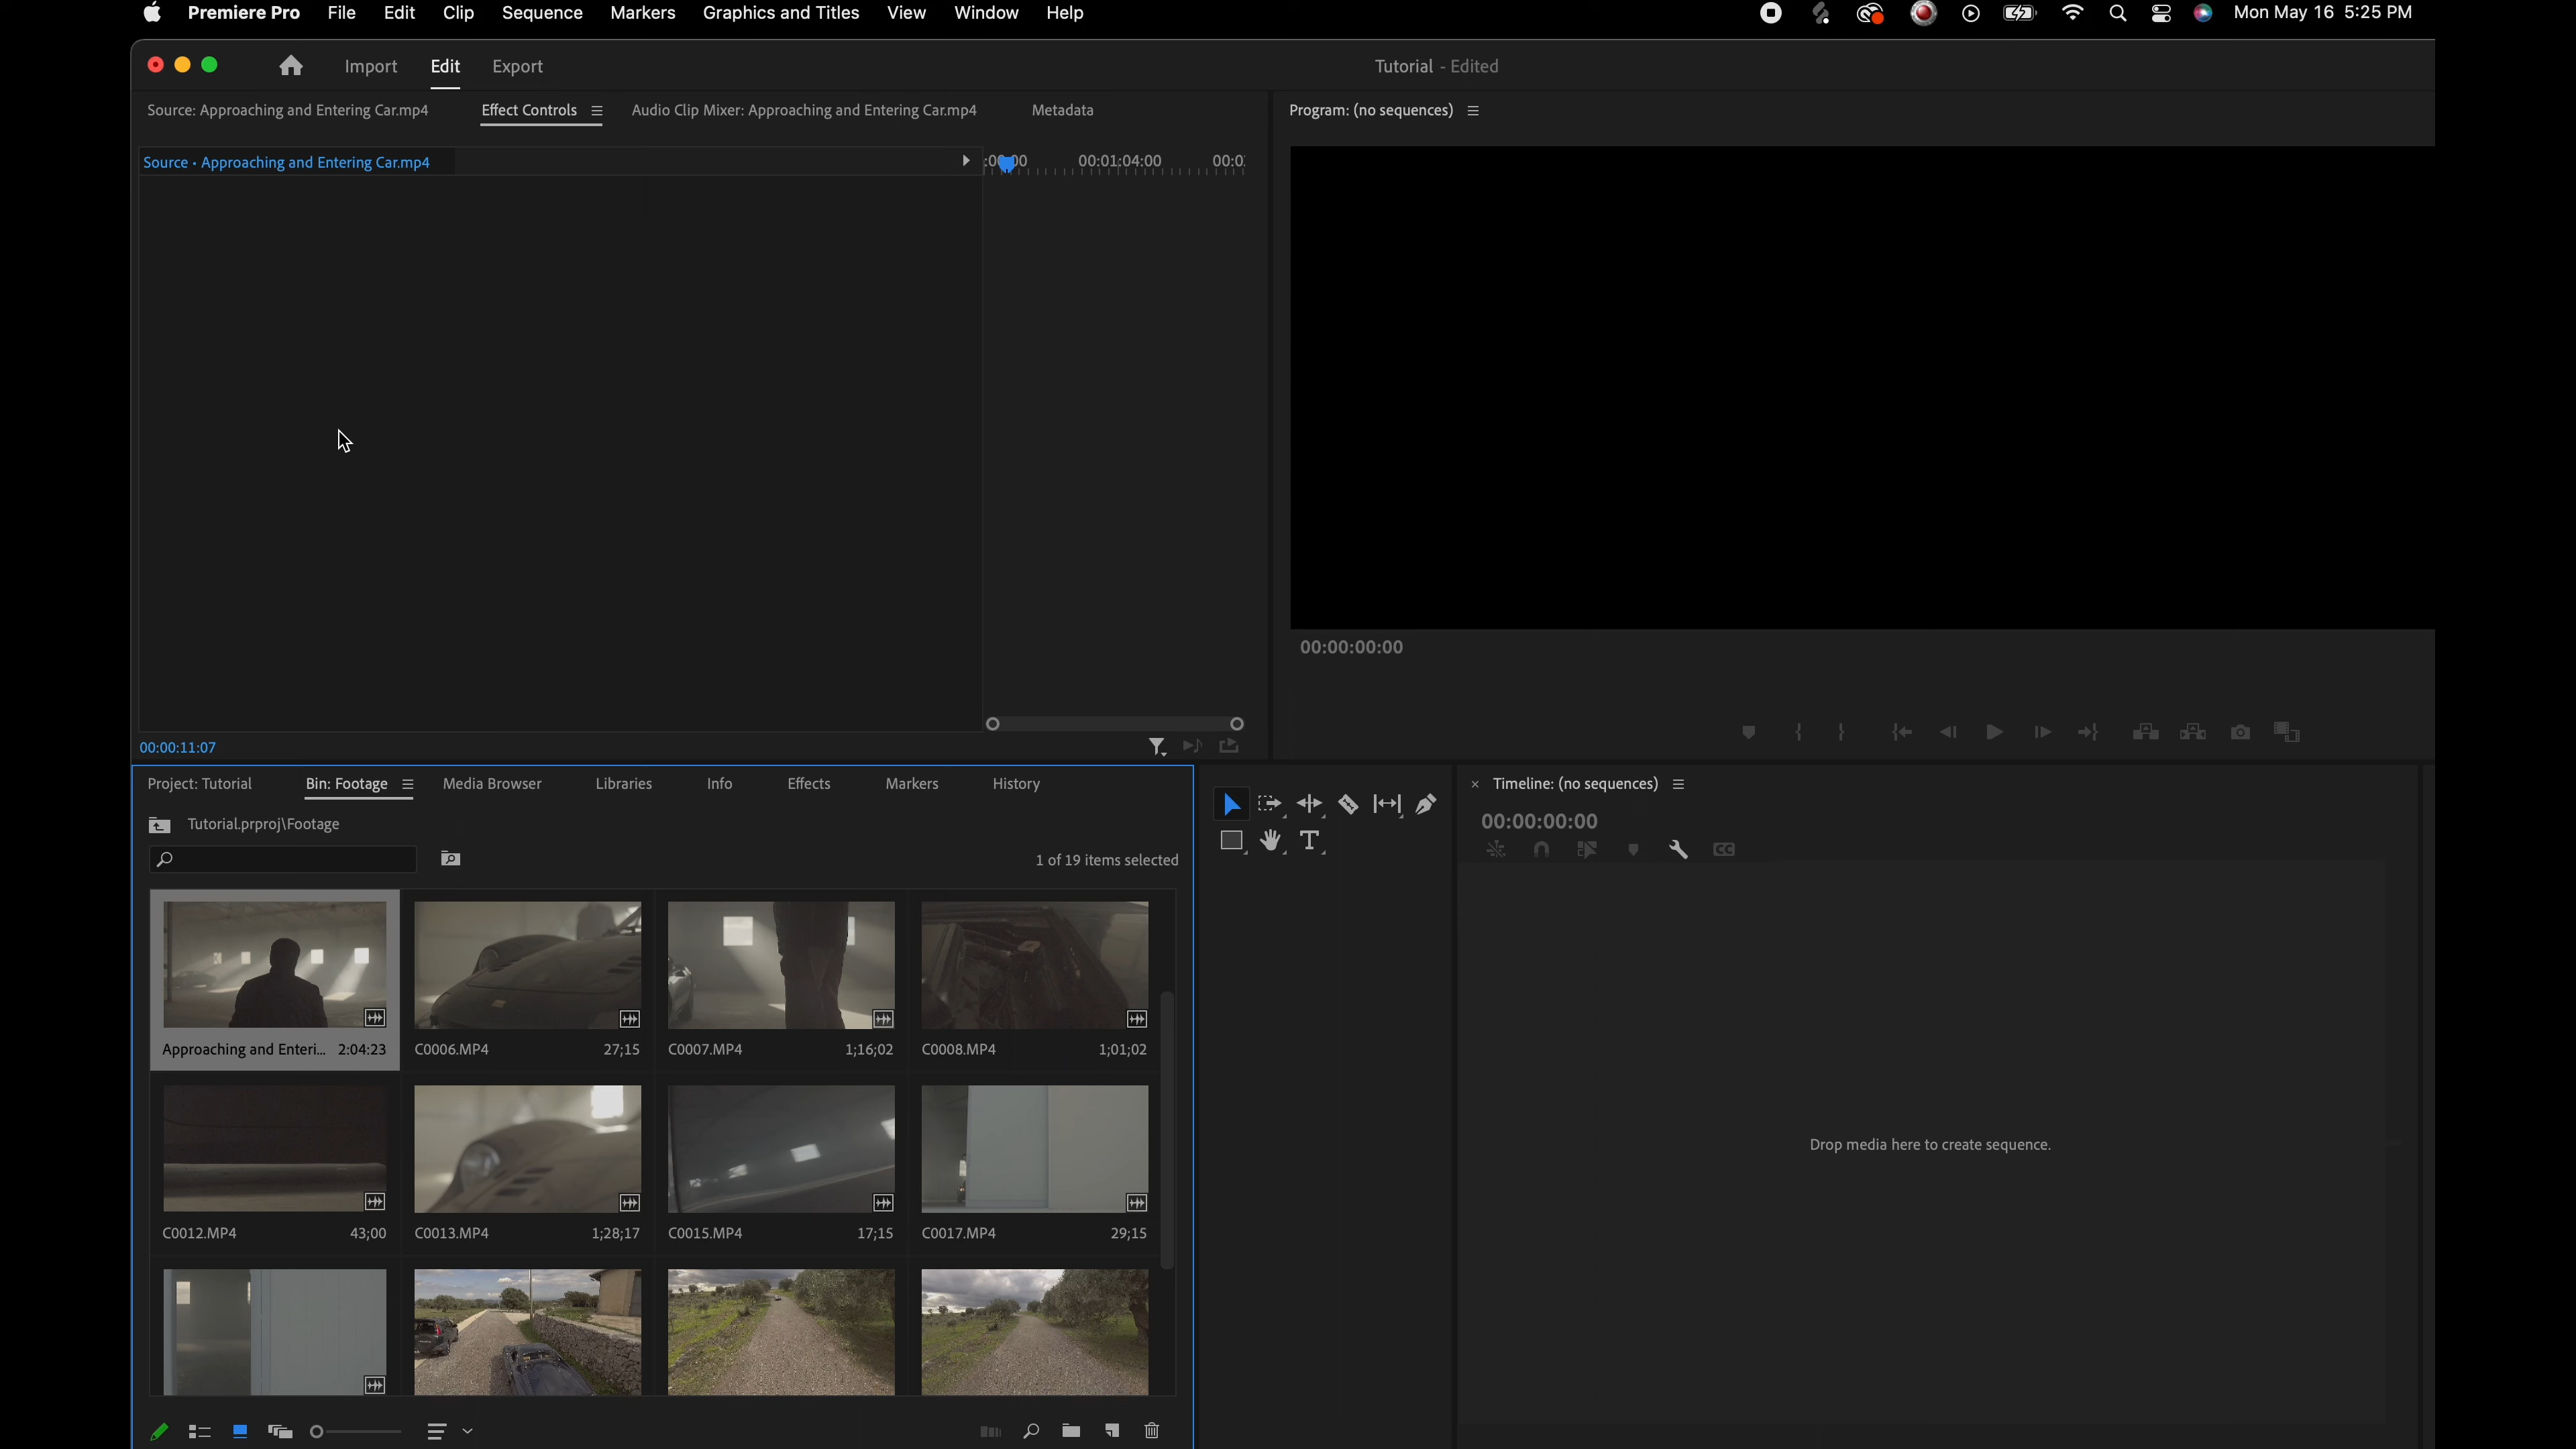 Premiere Pro File Edit Clip Sequence Markers Graphics and Titles View Window Help Mon May 16 5:25 PM
Import Edit Export Tutorial - Edited
Source: Approaching and Entering Car.mp4 Effect Controls Audio Clip Mixer: Approaching and Entering Car.mp4 Metadata Program: (no sequences)
Source • Approaching and Entering Car.mp4 00:01:04:00
00:00:00:00
00:00:11:07
Project: Tutorial Bin: Footage Media Browser Libraries Info Effects Markers History × Timeline: (no sequences)
Tutorial.prproj\Footage 00:00:00:00
CC
1 of 19 items selected
Approaching and Enteri... 2:04:23 C0006.MP4 27;15 C0007.MP4 1;16;02 C0008.MP4 1;01;02
Drop media here to create sequence.
C0012.MP4 43;00 C0013.MP4 1;28;17 C0015.MP4 17;15 C0017.MP4 29;15